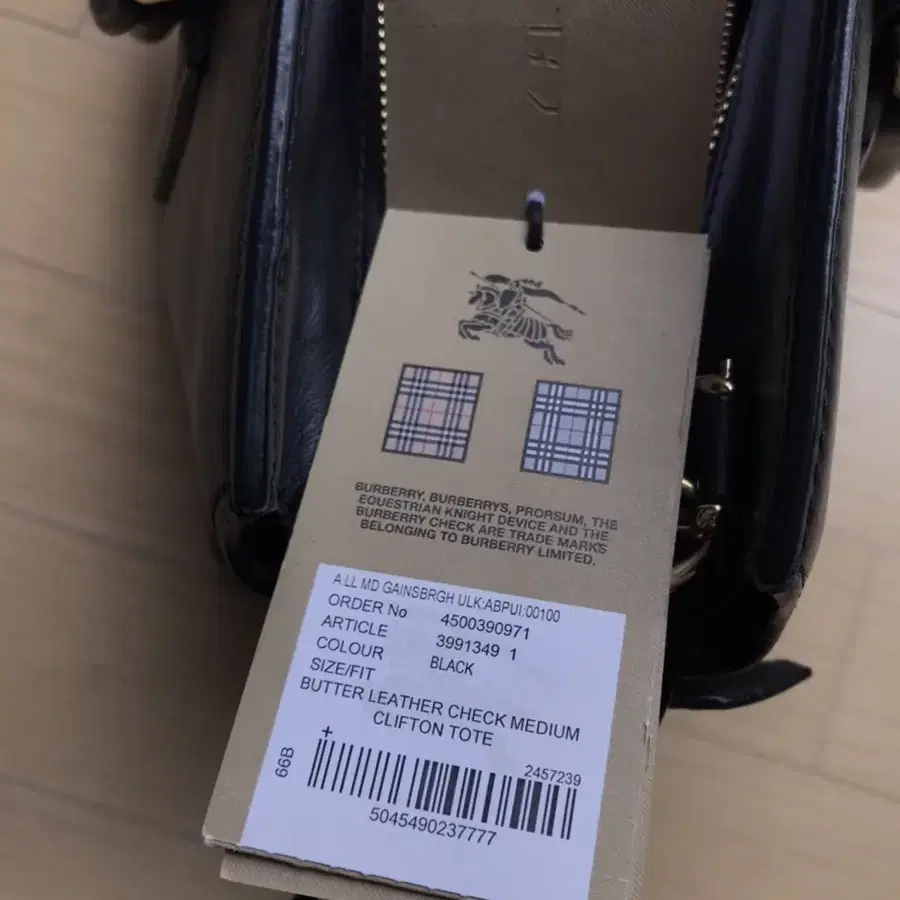 BURBERRY, BURBERRYS, PRORSUM, THE
EQUESTRIAN KNIGHT DEVICE AND THE
BURBERRY CHECK ARE TRADE MARKS
BELONGING TO BURBERRY LIMITED.
A:LL MD GAINSBRGH ULK:ABPUI:00100
ORDER No 4500390971
ARTICLE 3991349 1
COLOUR BLACK
SIZE/FIT
BUTTER LEATHER CHECK MEDIUM
CLIFTON TOTE
+
66B
2457239
5045490237777